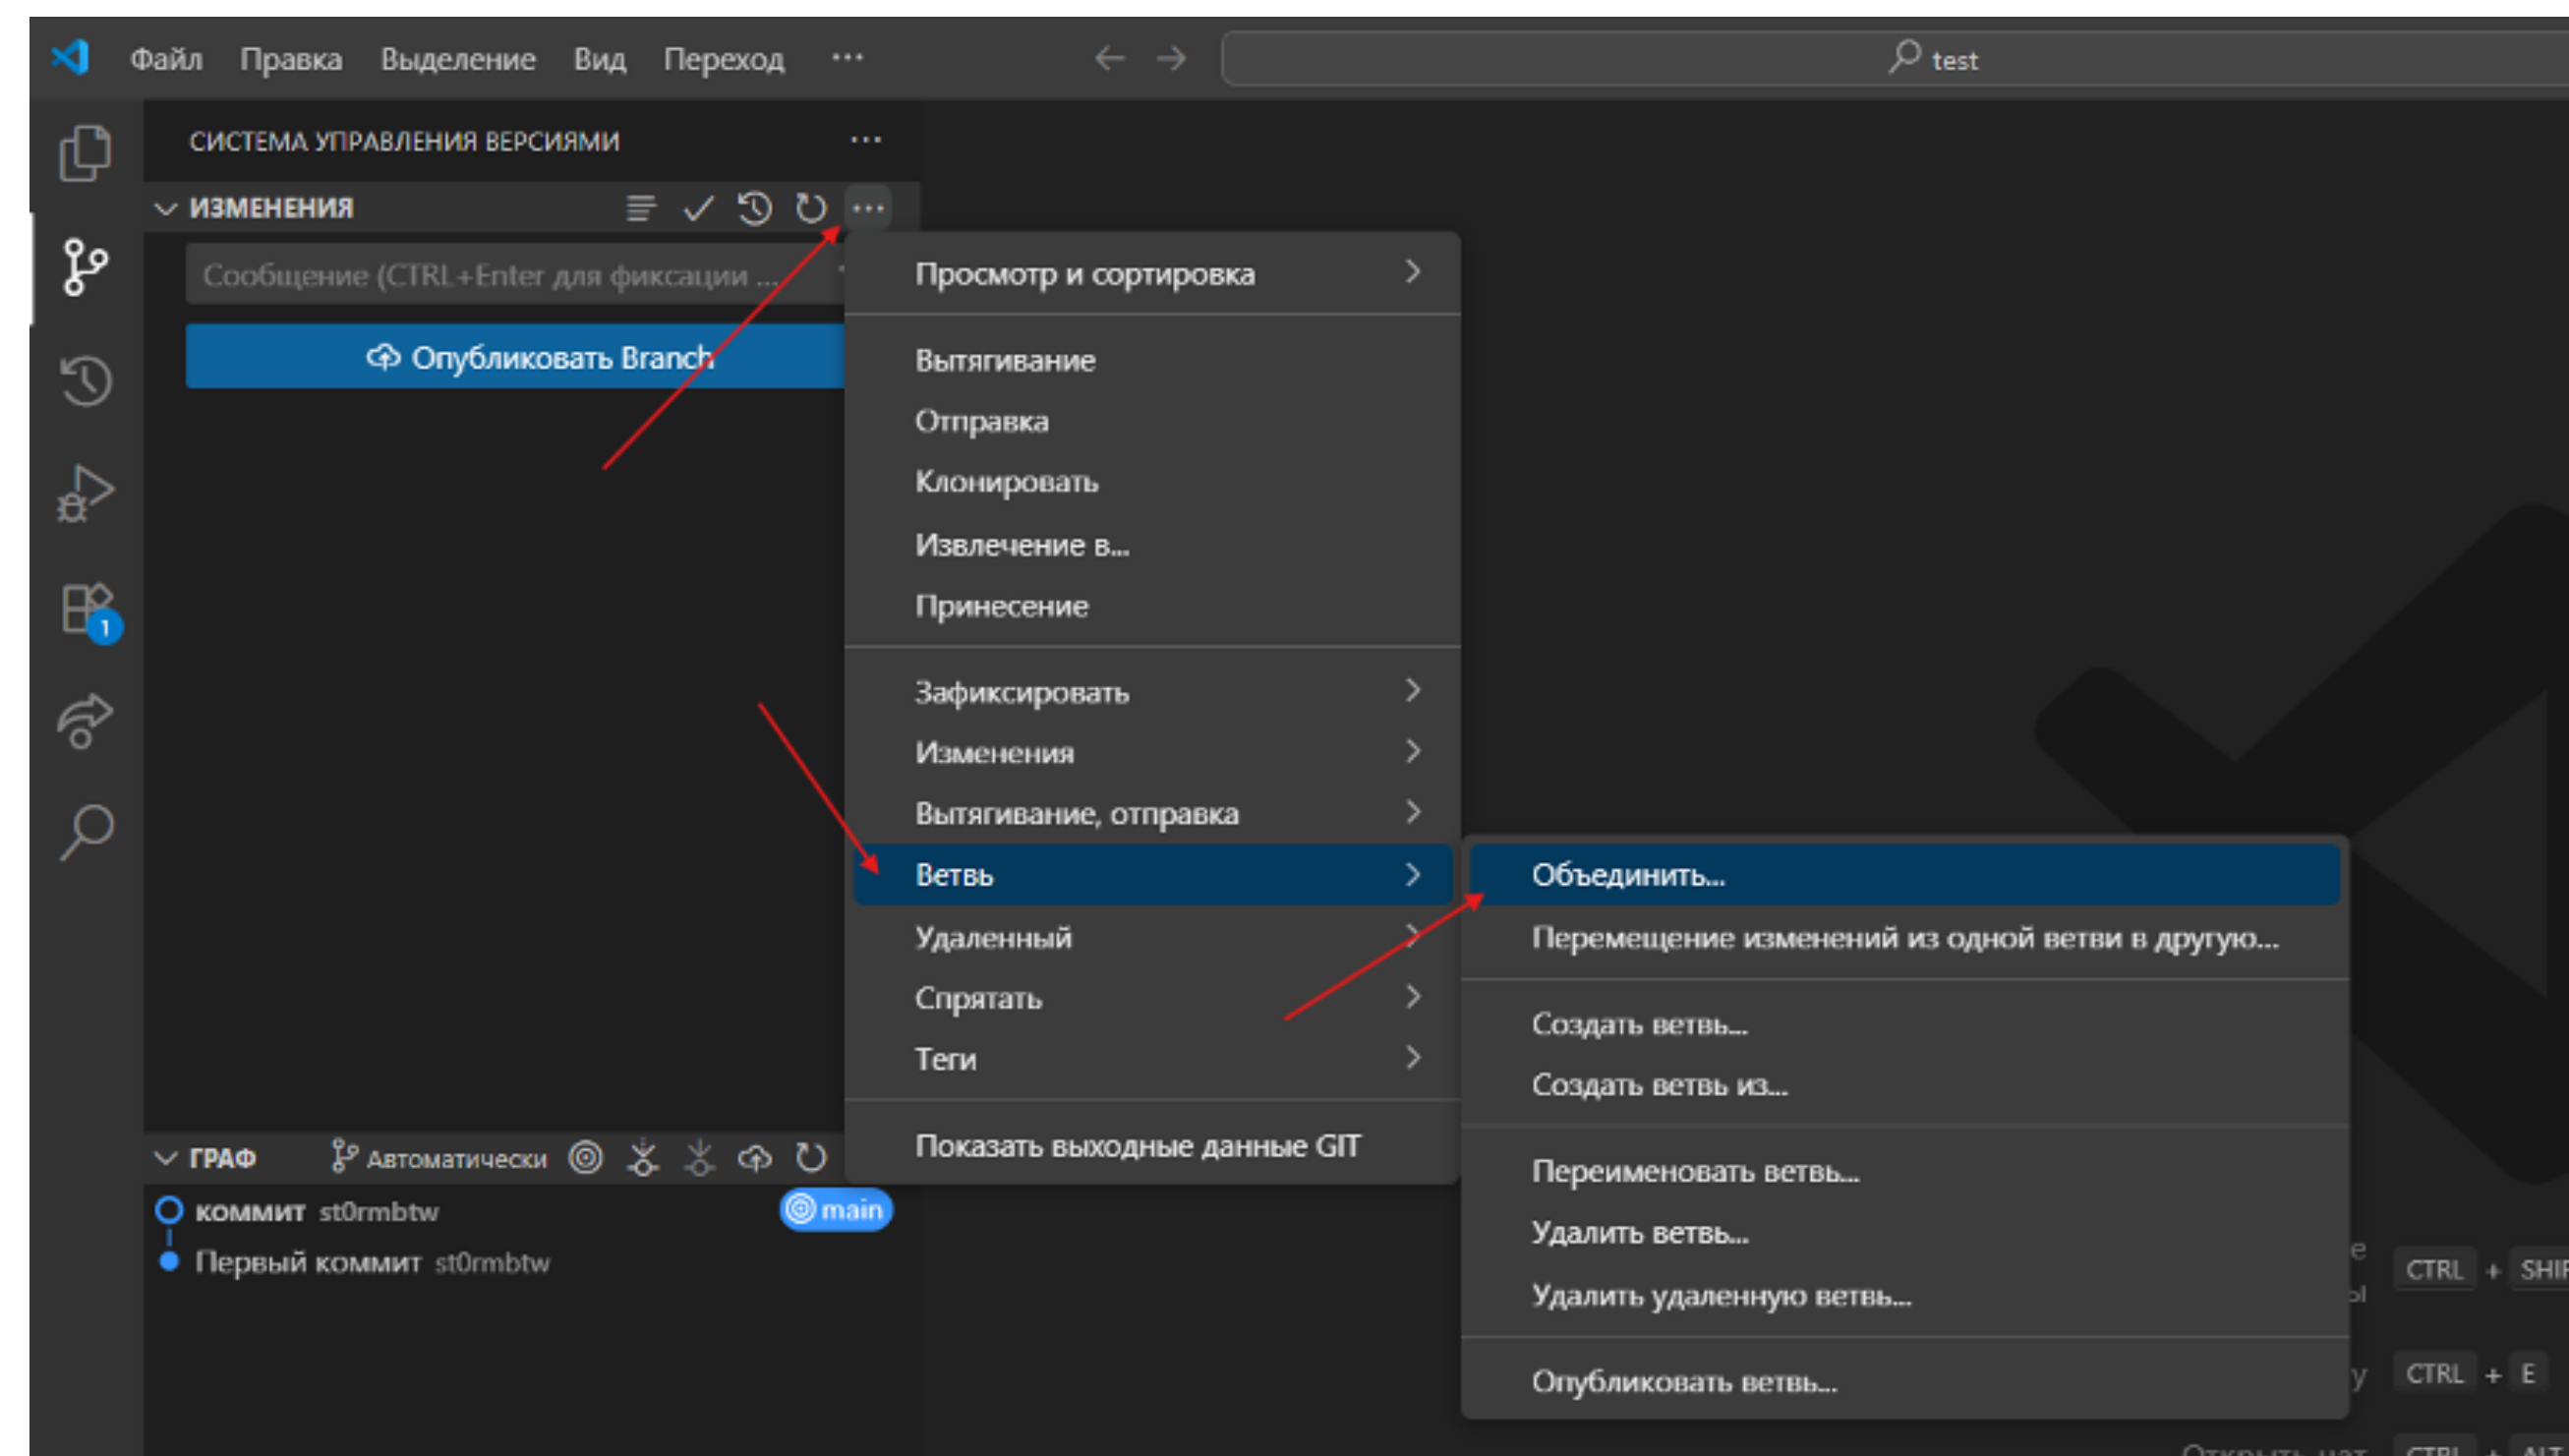 Файл Правка Выделение Вид Переход ... test
СИСТЕМА УПРАВЛЕНИЯ ВЕРСИЯМИ ...
ИЗМЕНЕНИЯ ...
Сообщение (CTRL+Enter для фиксации ...
Опубликовать Branch
Просмотр и сортировка
Вытягивание
Отправка
Клонировать
Извлечение в...
Принесение
Зафиксировать
Изменения
Вытягивание, отправка
Ветвь
Удаленный
Спрятать
Теги
Показать выходные данные GIT
Объединить...
Перемещение изменений из одной ветви в другую...
Создать ветвь...
Создать ветвь из...
Переименовать ветвь...
Удалить ветвь...
Удалить удаленную ветвь...
Опубликовать ветвь...
1
ГРАФ Автоматически
коммит st0rmbtw main
Первый коммит st0rmbtw
CTRL +
CTRL + E